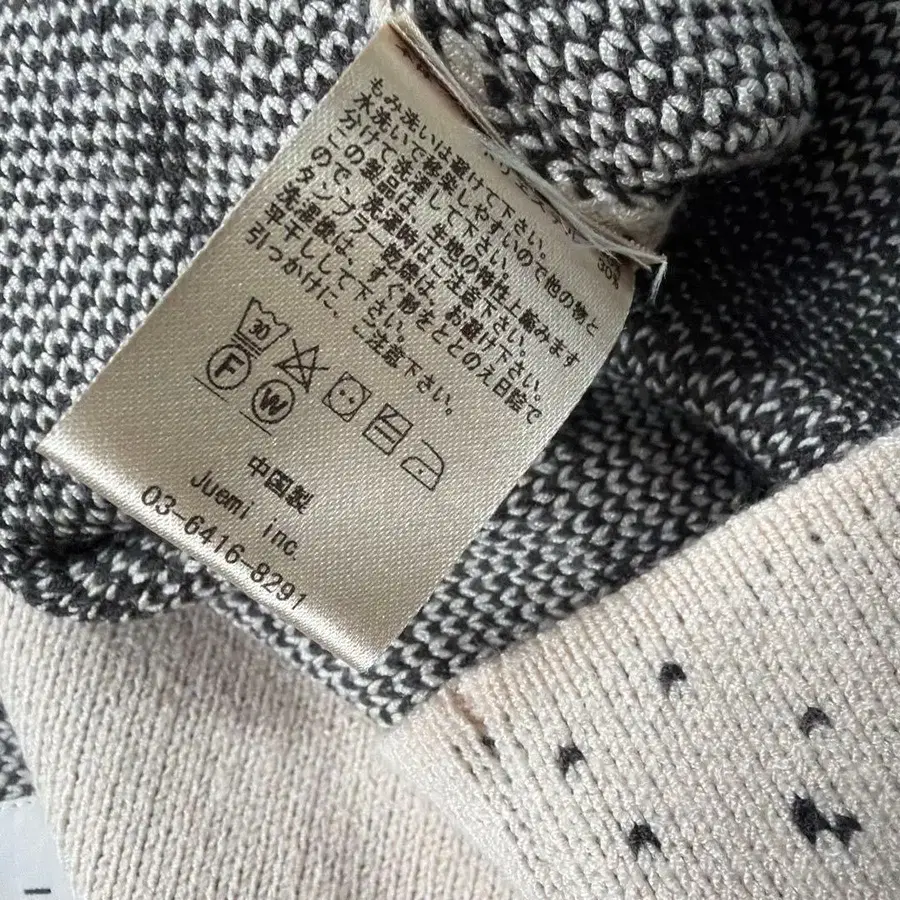 もみ洗いは避けて下さい。
水洗いで移染しやすいので他の物と
分けて洗濯して下さい。
この製品は、生地の特性上縮みます
ので、洗濯時はご注意下さい。
タンブラー乾燥は、お避け下さい。
洗濯後は、すぐ形をととのえ日陰で
平干しして下さい。
引っかけに、ご注意下さい。
30
F W
中国製
Juemi inc.
03-6416-8291